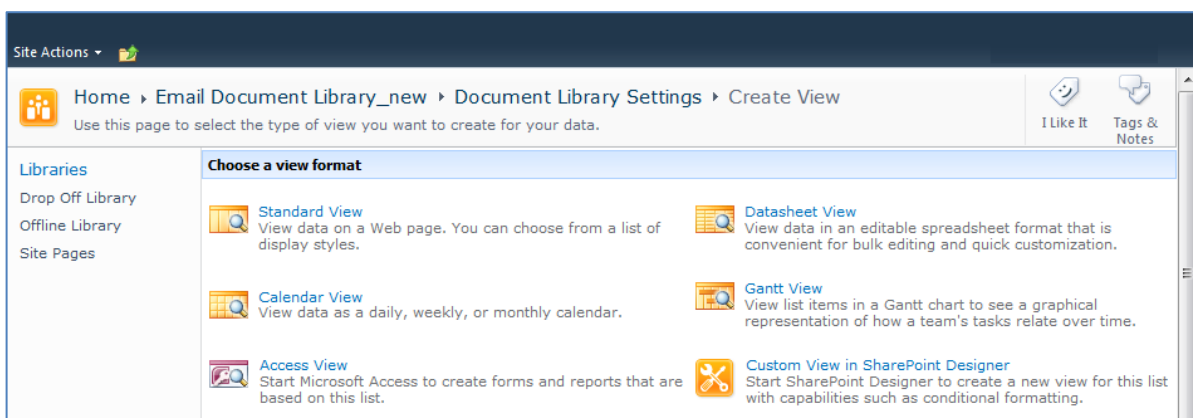 Site Actions
Home ▸ Email Document Library_new ▸ Document Library Settings ▸ Create View
Use this page to select the type of view you want to create for your data.
I Like It
Tags &
Notes
Libraries
Drop Off Library
Offline Library
Site Pages
Choose a view format
Standard View
View data on a Web page. You can choose from a list of
display styles.
Datasheet View
View data in an editable spreadsheet format that is
convenient for bulk editing and quick customization.
Calendar View
View data as a daily, weekly, or monthly calendar.
Gantt View
View list items in a Gantt chart to see a graphical
representation of how a team's tasks relate over time.
Access View
Start Microsoft Access to create forms and reports that are
based on this list.
Custom View in SharePoint Designer
Start SharePoint Designer to create a new view for this list
with capabilities such as conditional formatting.